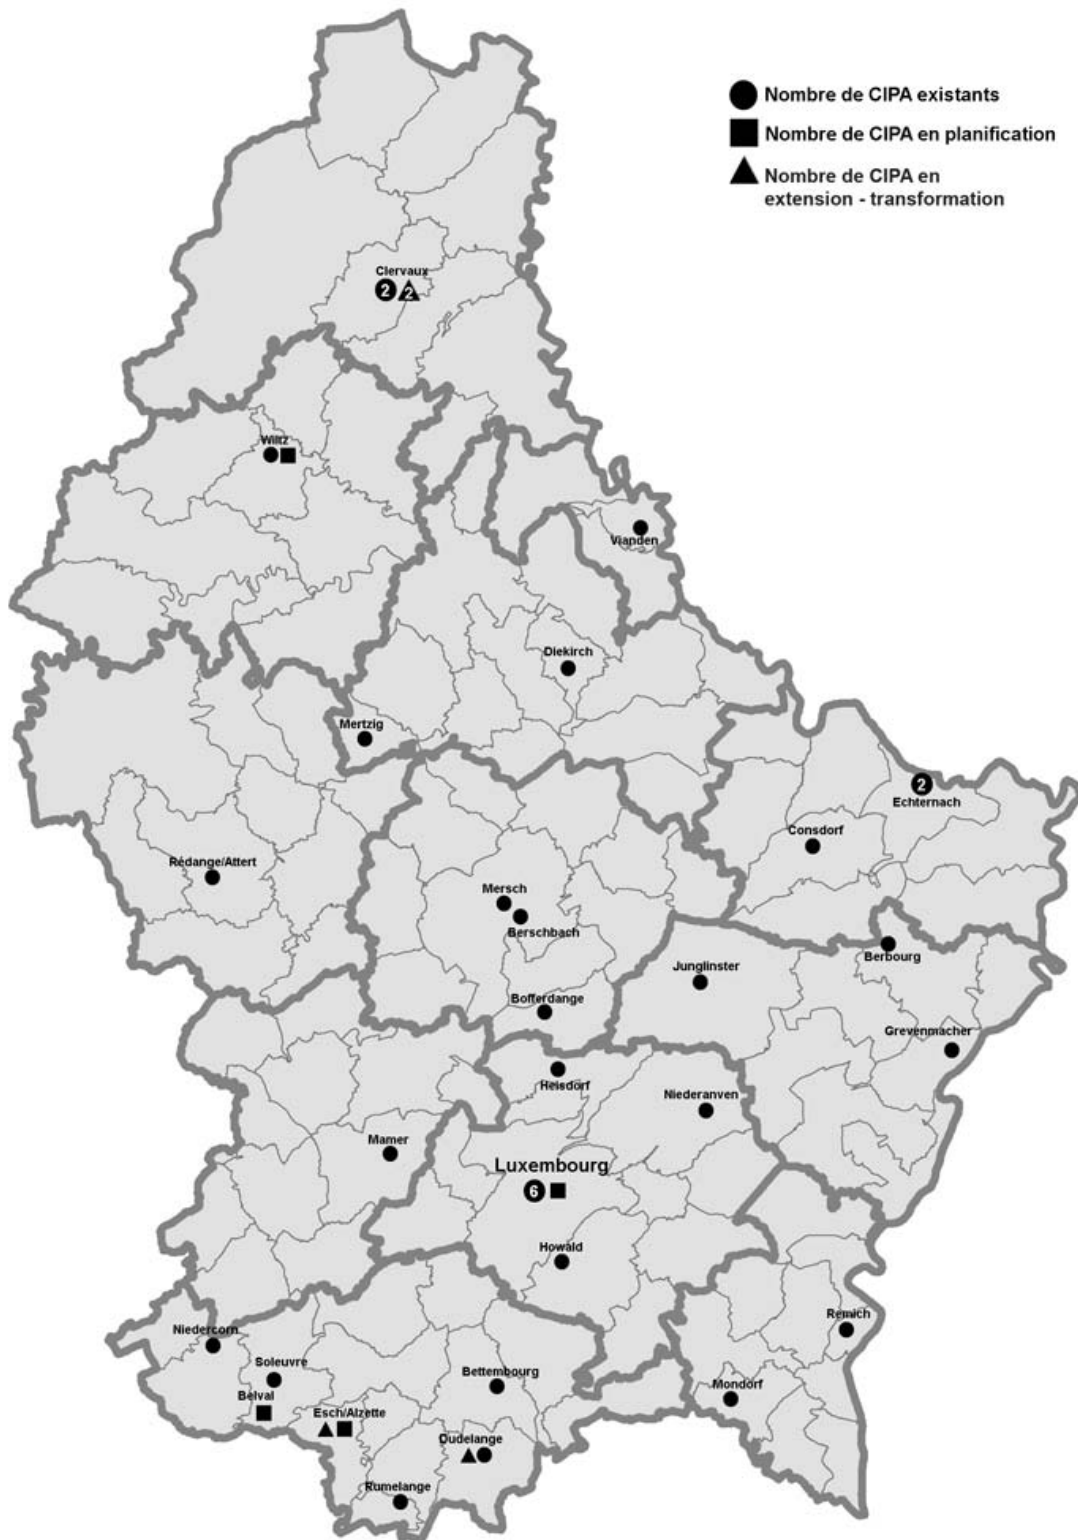 Nombre de CIPA existants
Nombre de CIPA en planification
Nombre de CIPA en
extension - transformation
Clervaux
2 2
Wiltz
Vianden
Diekirch
Mertzig
2
Echternach
Consdorf
Rédange/Attert
Mersch
Berschbach
Berbourg
Junglinster
Bofferdange
Grevenmacher
Heisdorf
Niederanven
Mamer
Luxembourg
6
Howald
Remich
Niedercorn
Soleuvre
Bettembourg
Mondorf
Belval
Esch/Alzette
Dudelange
Rumelange